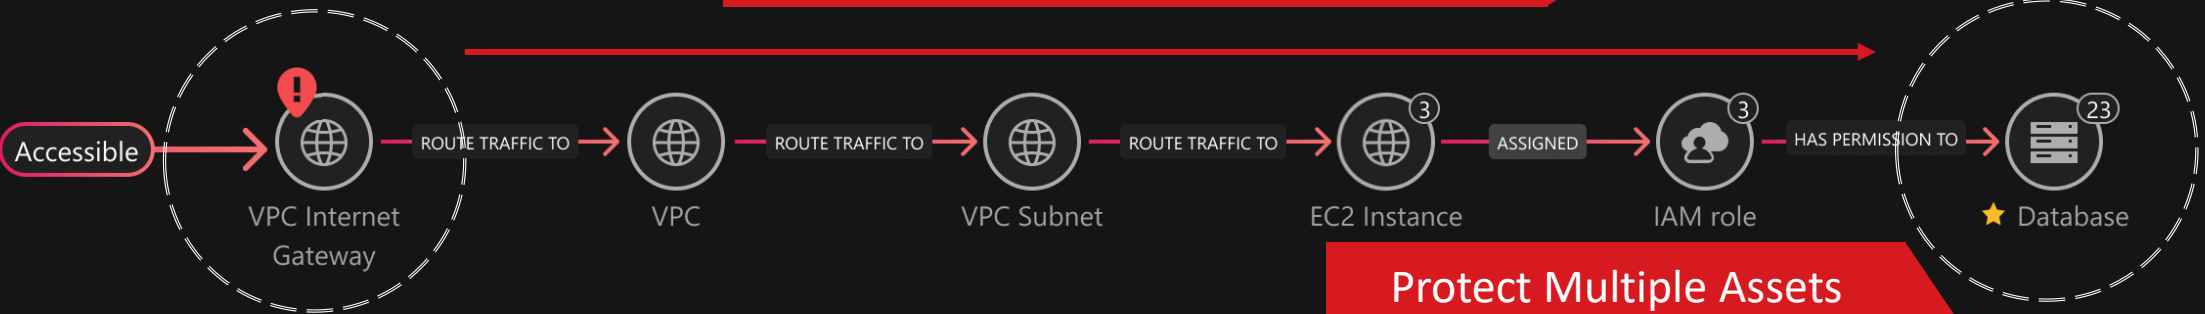 Accessible
!
ROUTE TRAFFIC TO
ROUTE TRAFFIC TO
ROUTE TRAFFIC TO
3
ASSIGNED
3
HAS PERMISSION TO
23
VPC Internet
Gateway
VPC
VPC Subnet
EC2 Instance
IAM role
Database
Protect Multiple Assets